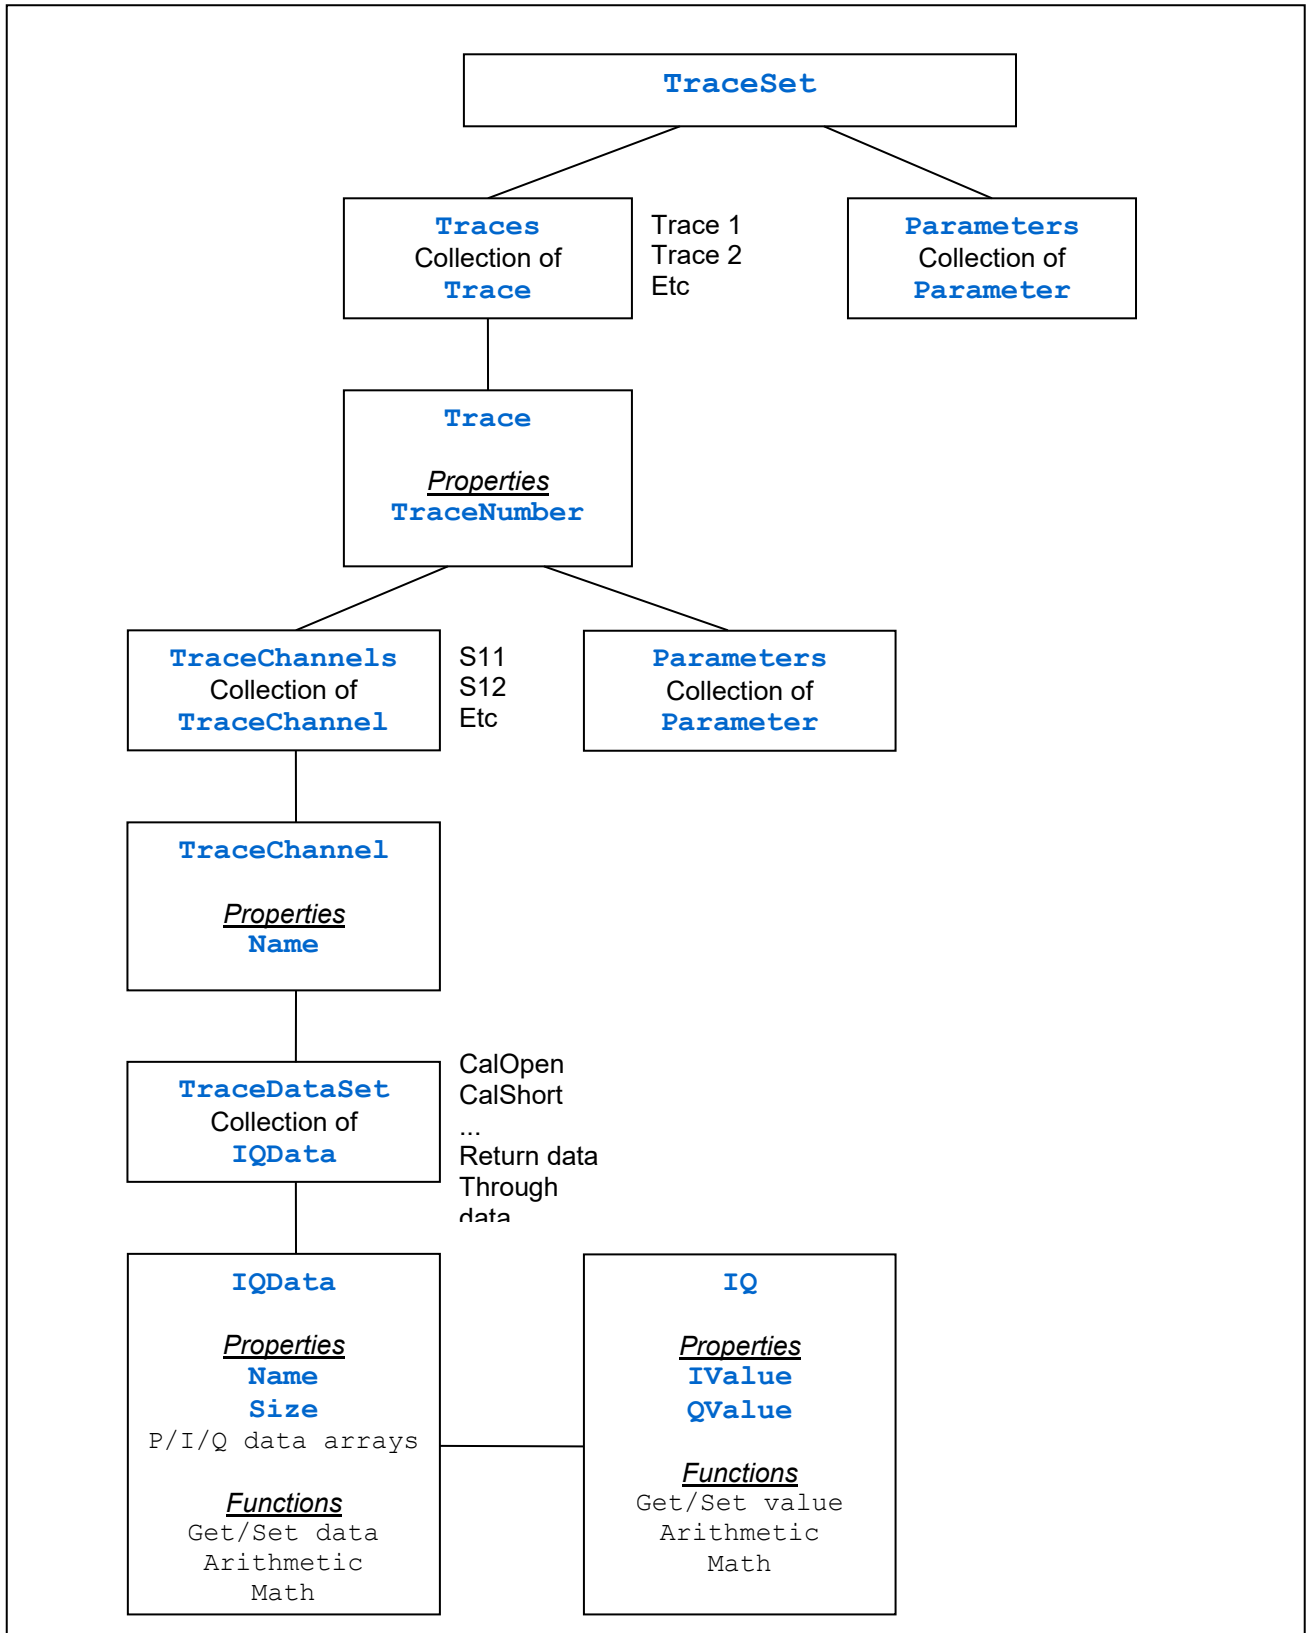 TraceSet
Traces
Collection of
Trace
Trace 1
Trace 2
Etc
Parameters
Collection of
Parameter
Trace
Properties
TraceNumber
TraceChannels
Collection of
TraceChannel
S11
S12
Etc
Parameters
Collection of
Parameter
TraceChannel
Properties
Name
TraceDataSet
Collection of
IQData
CalOpen
CalShort
...
Return data
Through
data
IQData
Properties
Name
Size
P/I/Q data arrays
Functions
Get/Set data
Arithmetic
Math
IQ
Properties
IValue
QValue
Functions
Get/Set value
Arithmetic
Math